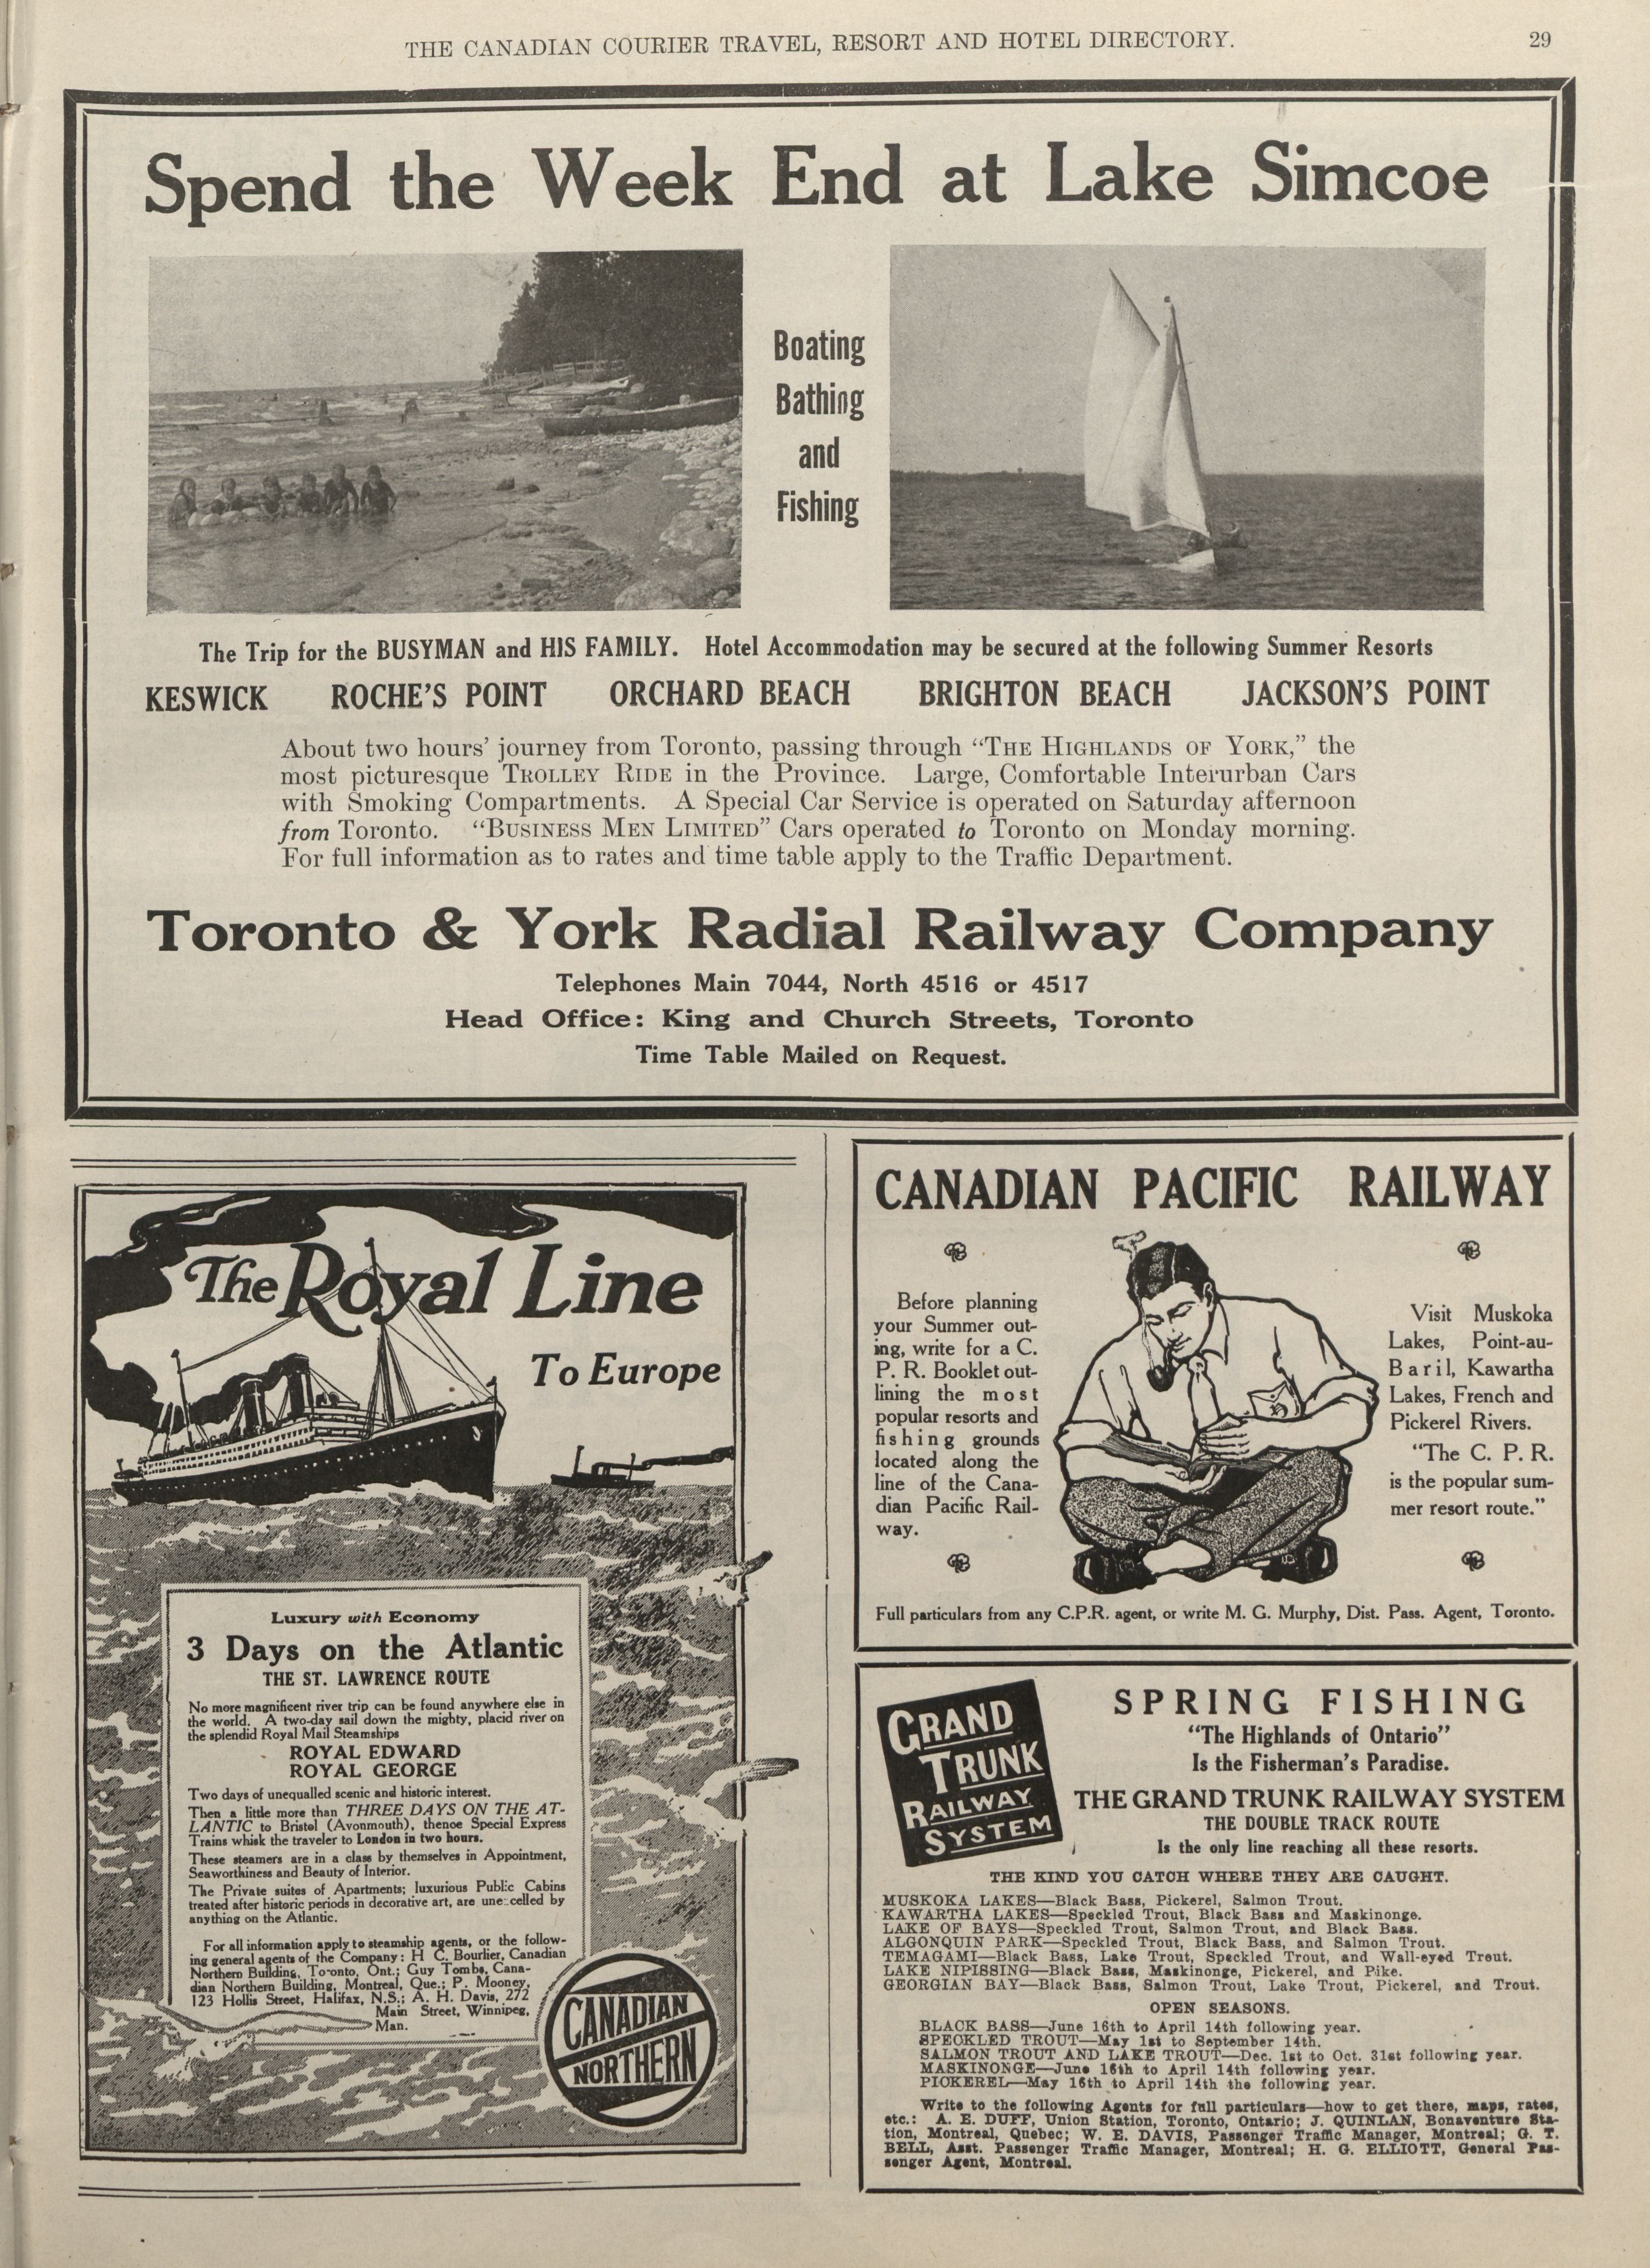 THE CANADIAN COURIER TRAVEL, RESORT AND HOTEL DIRECTORY.
29
Spend the Week End at Lake Simcoe
Boating
Bathing
and
Fishing
The Trip for the BUSYMAN and HIS FAMILY. Hotel Accommodation may be secured at the following Summer Resorts
KESWICK ROCHE'S POINT ORCHARD BEACH BRIGHTON BEACH JACKSON'S POINT
About two hours' journey from Toronto, passing through "THE HIGHLANDS OF YORK," the
most picturesque TROLLEY RIDE in the Province. Large, Comfortable Interurban Cars
with Smoking Compartments. A Special Car Service is operated on Saturday afternoon
from Toronto. "BUSINESS MEN LIMITED" Cars operated to Toronto on Monday morning.
For full information as to rates and time table apply to the Traffic Department.
Toronto & York Radial Railway Company
Telephones Main 7044, North 4516 or 4517
Head Office: King and Church Streets, Toronto
Time Table Mailed on Request.
The Royal Line
To Europe
Luxury with Economy
3 Days on the Atlantic
THE ST. LAWRENCE ROUTE
No more magnificent river trip can be found anywhere else in
the world. A two-day sail down the mighty, placid river on
the splendid Royal Mail Steamships
ROYAL EDWARD
ROYAL GEORGE
Two days of unequalled scenic and historic interest.
Then a little more than THREE DAYS ON THE AT-
LANTIC to Bristol (Avonmouth), thence Special Express
Trains whisk the traveler to London in two hours.
These steamers are in a class by themselves in Appointment,
Seaworthiness and Beauty of Interior.
The Private suites of Apartments; luxurious Public Cabins
treated after historic periods in decorative art, are une celled by
anything on the Atlantic.
For all information apply to steamship agents, or the follow-
ing general agents of the Company: H C. Bourlier, Canadian
Northern Building, Toronto, Ont.; Guy Tombs, Cana-
dian Northern Building, Montreal, Que.; P. Mooney,
123 Hollis Street, Halifax, N.S.; A. H. Davis, 272
Main Street, Winnipeg,
Man.
CANADIAN
NORTHERN
CANADIAN PACIFIC RAILWAY
Before planning
your Summer out-
ing, write for a C.
P. R. Booklet out-
lining the most
popular resorts and
fishing grounds
located along the
line of the Cana-
dian Pacific Rail-
way.
Visit Muskoka
Lakes, Point-au-
Baril, Kawartha
Lakes, French and
Pickerel Rivers.
"The C. P. R.
is the popular sum-
mer resort route."
Full particulars from any C.P.R. agent, or write M. G. Murphy, Dist. Pass. Agent, Toronto.
GRAND
TRUNK
RAILWAY
SYSTEM
SPRING FISHING
"The Highlands of Ontario"
Is the Fisherman's Paradise.
THE GRAND TRUNK RAILWAY SYSTEM
THE DOUBLE TRACK ROUTE
Is the only line reaching all these resorts.
THE KIND YOU CATCH WHERE THEY ARE CAUGHT.
MUSKOKA LAKES—Black Bass, Pickerel, Salmon Trout.
KAWARTHA LAKES—Speckled Trout, Black Bass and Maskinonge.
LAKE OF BAYS—Speckled Trout, Salmon Trout, and Black Bass.
ALGONQUIN PARK—Speckled Trout, Black Bass, and Salmon Trout.
TEMAGAMI—Black Bass, Lake Trout, Speckled Trout, and Wall-eyed Trout.
LAKE NIPISSING—Black Bass, Maskinonge, Pickerel, and Pike.
GEORGIAN BAY—Black Bass, Salmon Trout, Lake Trout, Pickerel, and Trout.
OPEN SEASONS.
BLACK BASS—June 16th to April 14th following year.
SPECKLED TROUT—May 1st to September 14th.
SALMON TROUT AND LAKE TROUT—Dec. 1st to Oct. 31st following year.
MASKINONGE—June 16th to April 14th following year.
PICKEREL—May 16th to April 14th the following year.
Write to the following Agents for full particulars—how to get there, maps, rates,
etc.: A. E. DUFF, Union Station, Toronto, Ontario; J. QUINLAN, Bonaventure Sta-
tion, Montreal, Quebec; W. E. DAVIS, Passenger Traffic Manager, Montreal; G. T.
BELL, Asst. Passenger Traffic Manager, Montreal; H. G. ELLIOTT, General Pas-
senger Agent, Montreal.